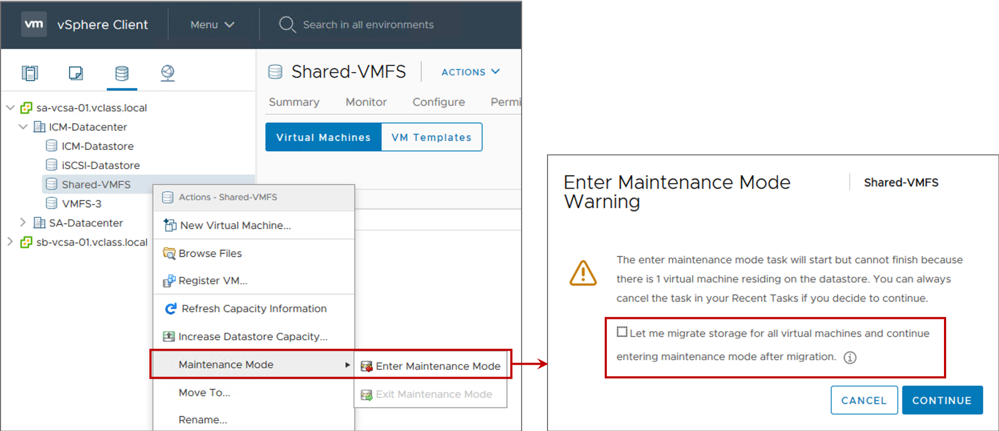 vm vSphere Client Menu Search in all environments
Shared-VMFS ACTIONS
Summary Monitor Configure Permi
Virtual Machines VM Templates
sa-vcsa-01.vclass.local
ICM-Datacenter
ICM-Datastore
iSCSI-Datastore
Shared-VMFS
VMFS-3
SA-Datacenter
sb-vcsa-01.vclass.local
Actions - Shared-VMFS
New Virtual Machine...
Browse Files
Register VM...
Refresh Capacity Information
Increase Datastore Capacity...
Maintenance Mode
Move To...
Rename...
Enter Maintenance Mode
Exit Maintenance Mode
Enter Maintenance Mode
Warning
Shared-VMFS
The enter maintenance mode task will start but cannot finish because
there is 1 virtual machine residing on the datastore. You can always
cancel the task in your Recent Tasks if you decide to continue.
Let me migrate storage for all virtual machines and continue
entering maintenance mode after migration.
CANCEL CONTINUE